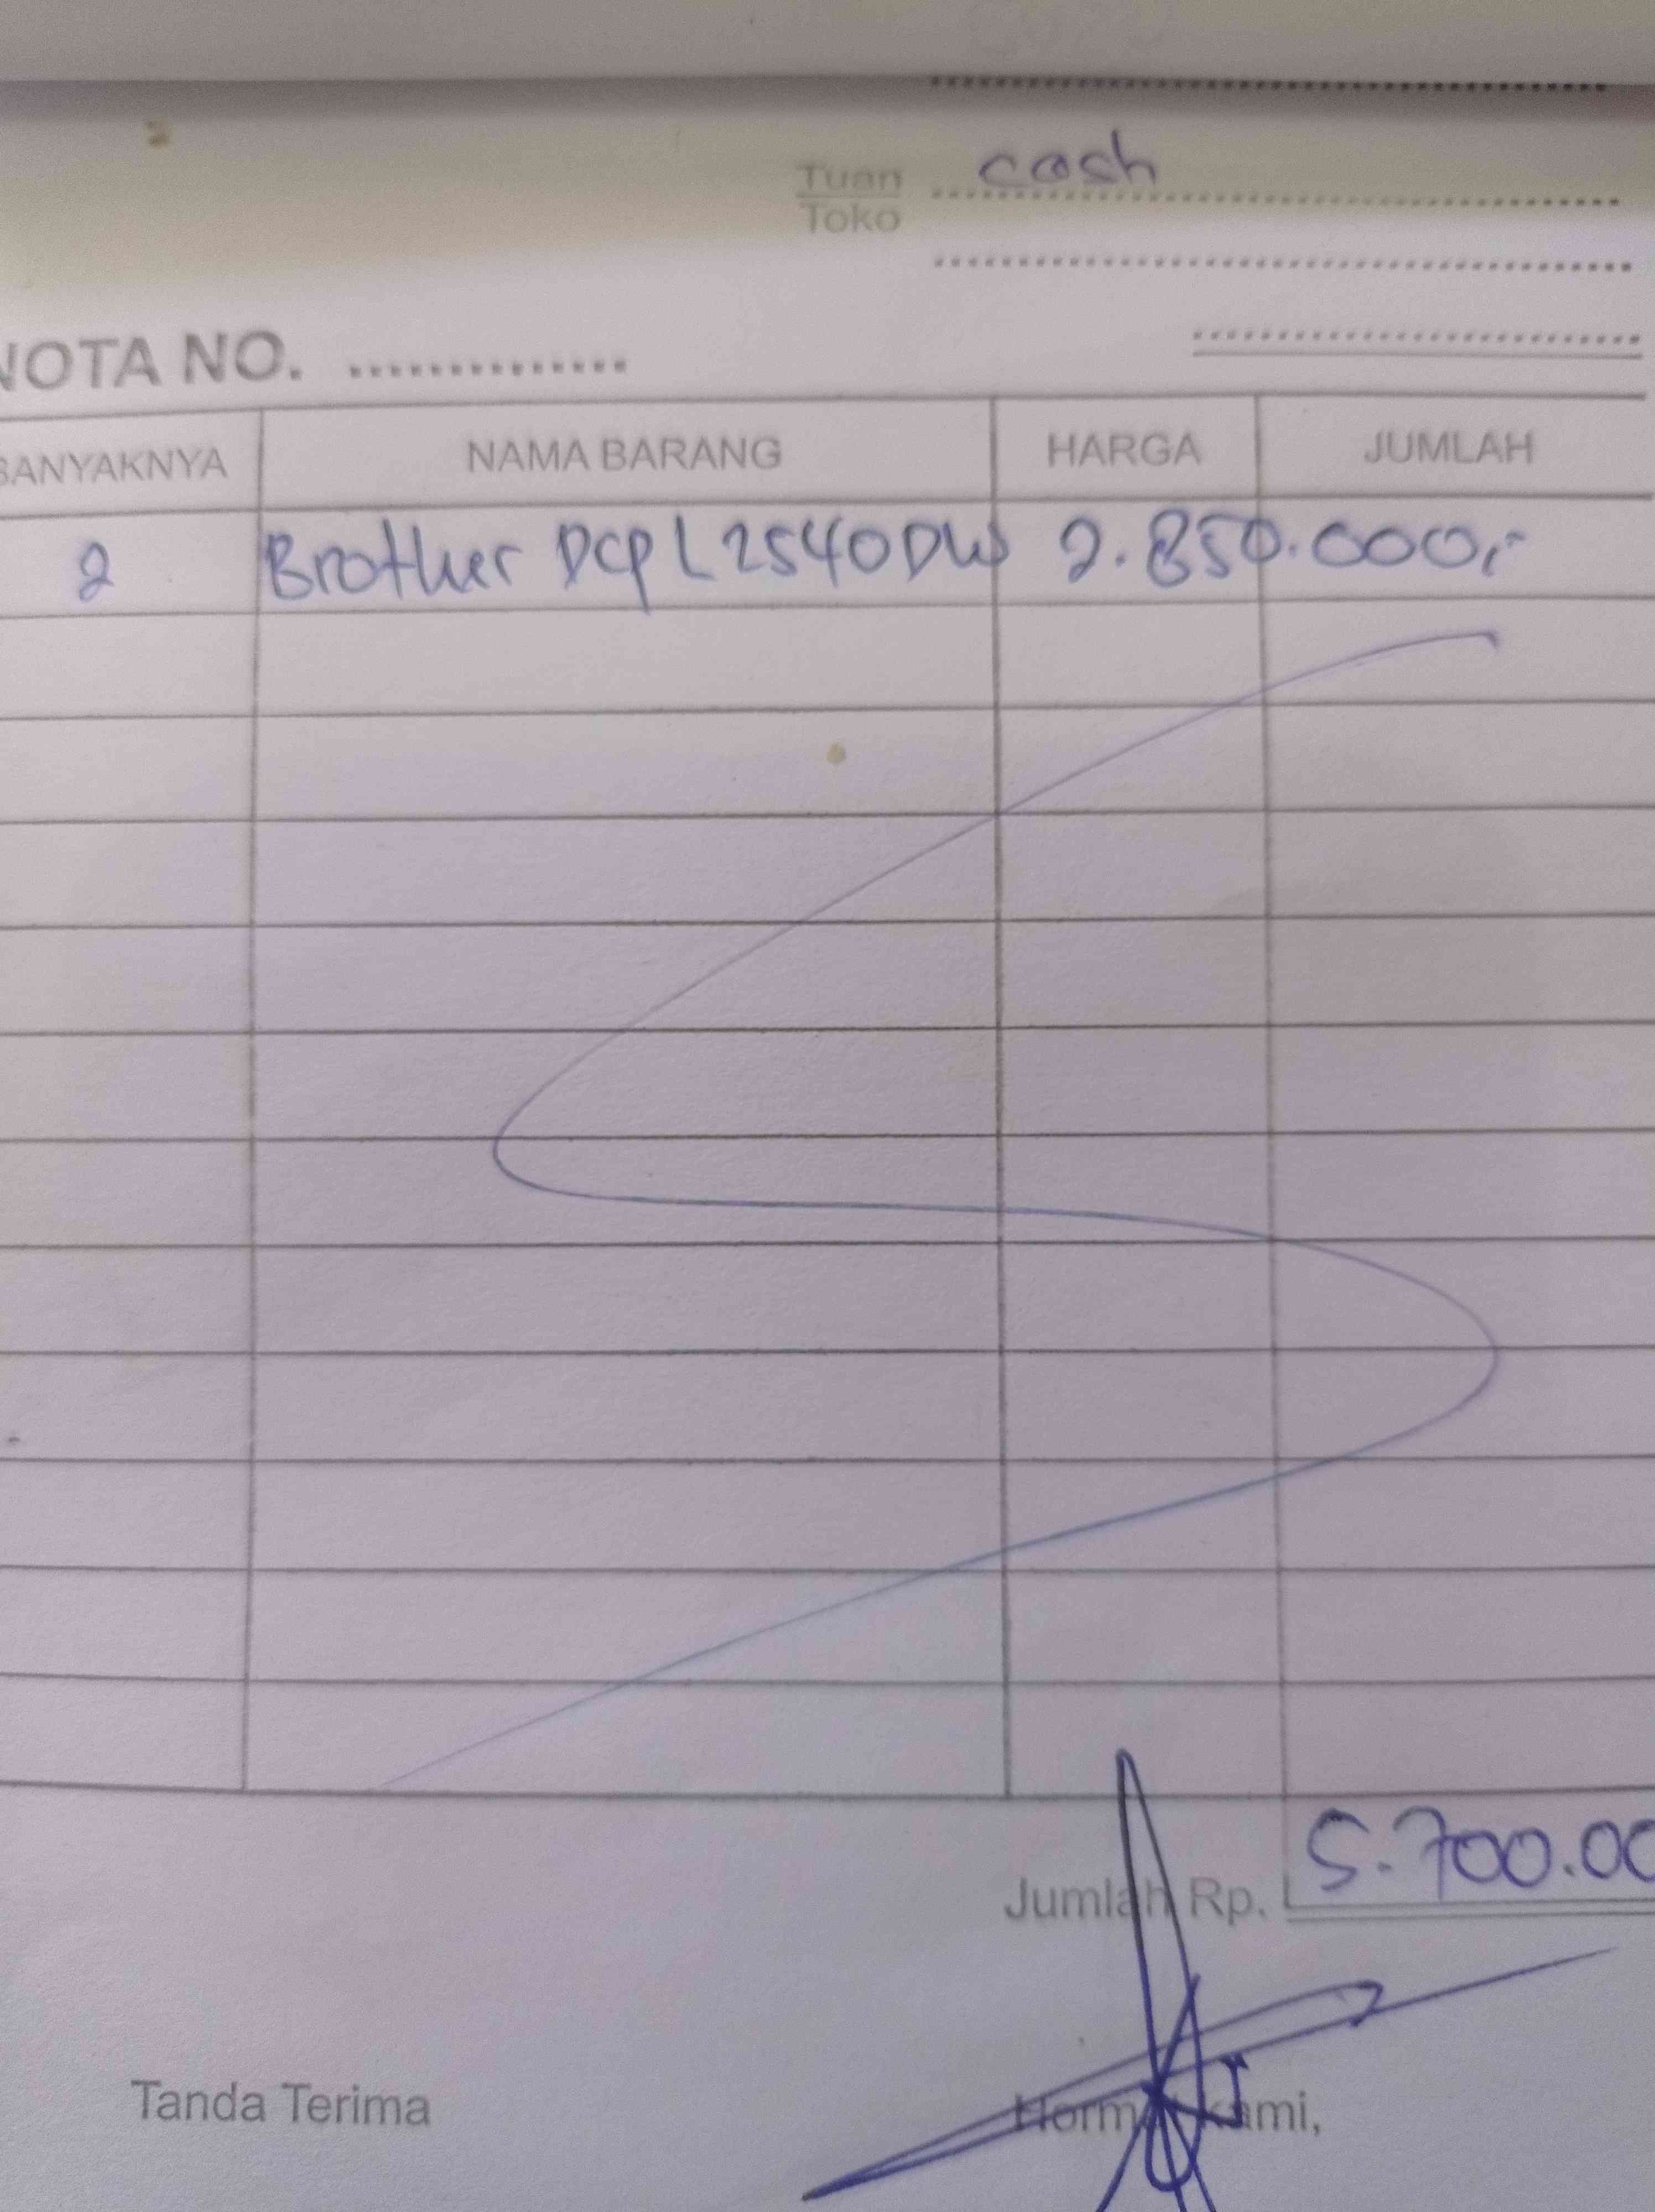 Tuan cash
Toko
NOTA NO.
BANYAKNYA NAMA BARANG HARGA JUMLAH
2 Brother DCP L2540DW 2.850.000,-
Jumlah Rp. 5.700.00
Tanda Terima Hormat kami,